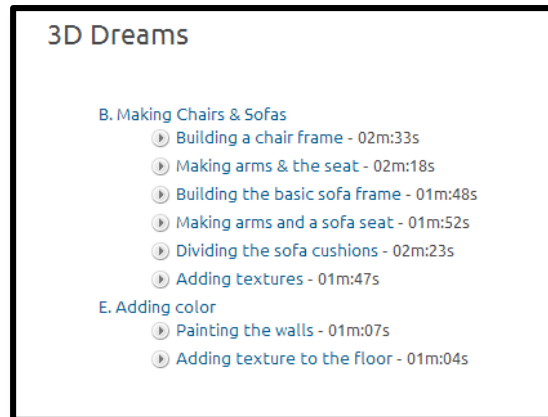 3D Dreams
B. Making Chairs & Sofas
Building a chair frame - 02m:33s
Making arms & the seat - 02m:18s
Building the basic sofa frame - 01m:48s
Making arms and a sofa seat - 01m:52s
Dividing the sofa cushions - 02m:23s
Adding textures - 01m:47s
E. Adding color
Painting the walls - 01m:07s
Adding texture to the floor - 01m:04s